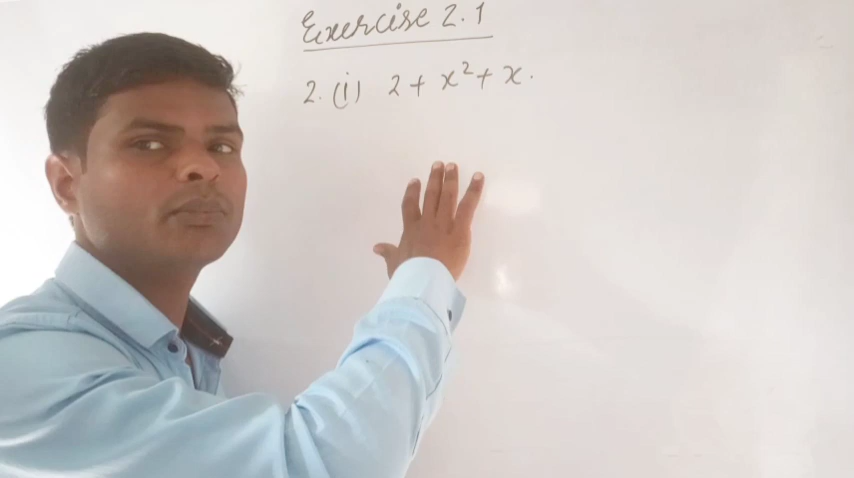 Exercise 2.1
2. (i) 2 + x² + x.